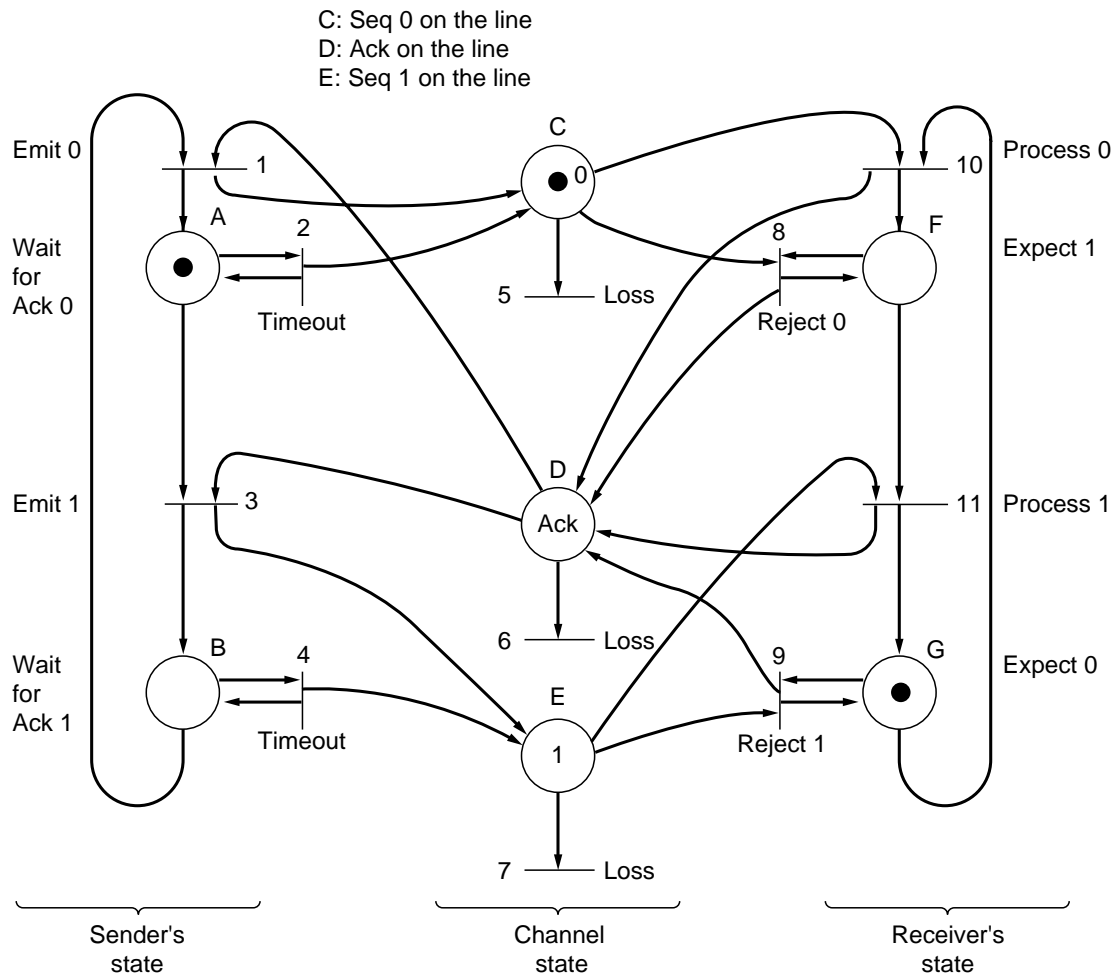 C: Seq 0 on the line
D: Ack on the line
E: Seq 1 on the line
Emit 0
1
C
0
10
Process 0
A
2
8
F
Wait
for
Ack 0
Expect 1
5
Loss
Timeout
Reject 0
D
Emit 1
3
Ack
11
Process 1
6
Loss
B
4
9
G
Wait
for
Ack 1
E
Expect 0
Timeout
1
Reject 1
7
Loss
Sender's
state
Channel
state
Receiver's
state